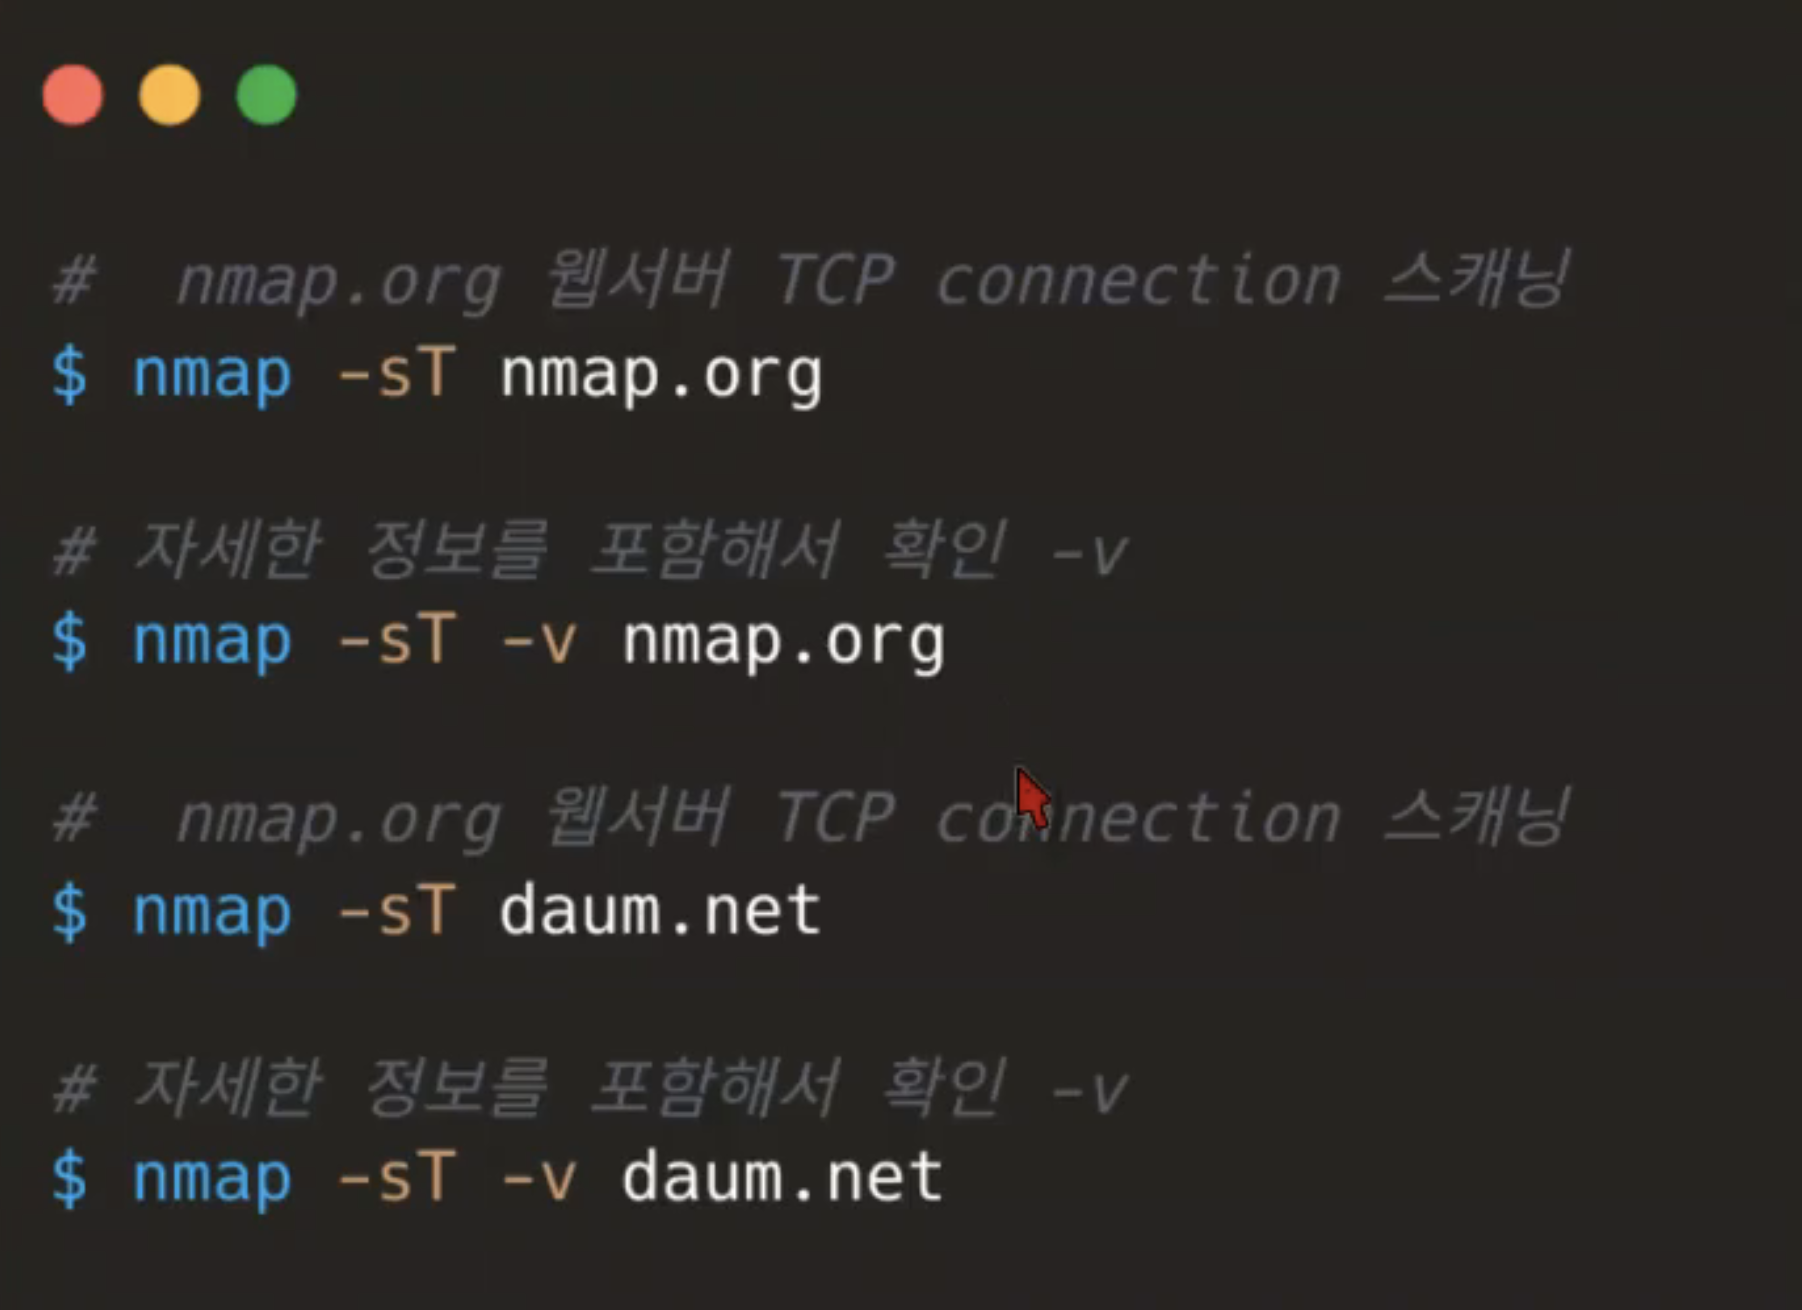 #  nmap.org 웹서버 TCP connection 스캐닝
$ nmap -sT nmap.org
# 자세한 정보를 포함해서 확인 -v
$ nmap -sT -v nmap.org
#  nmap.org 웹서버 TCP connection 스캐닝
$ nmap -sT daum.net
# 자세한 정보를 포함해서 확인 -v
$ nmap -sT -v daum.net